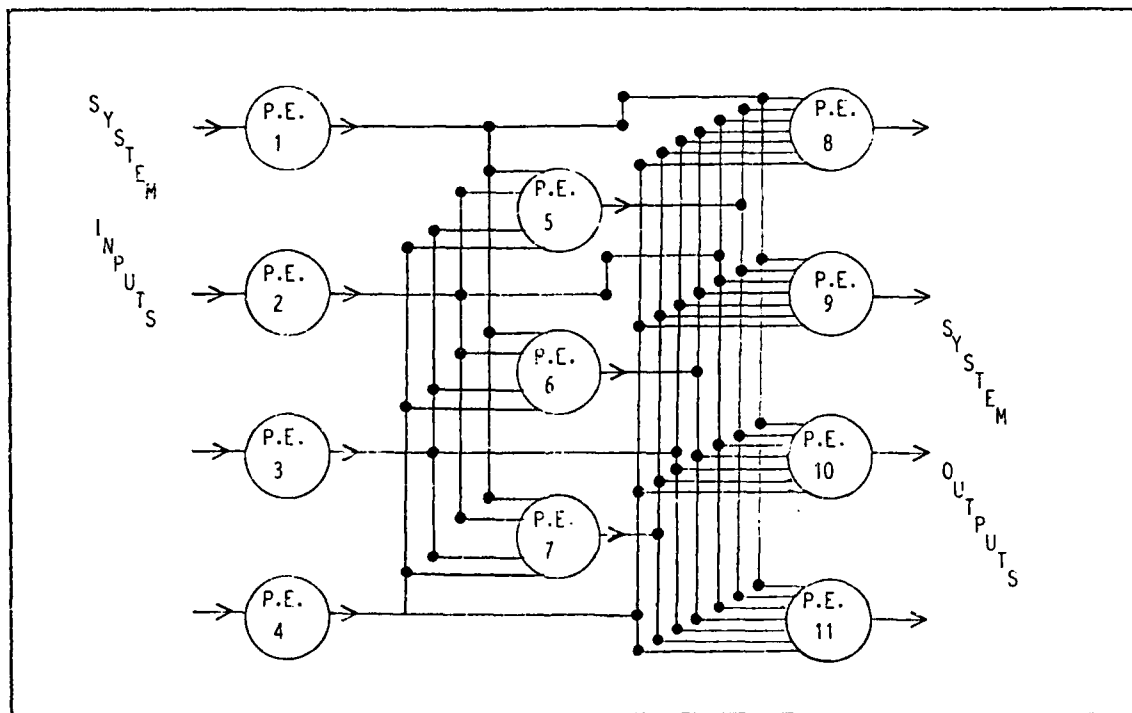 SYSTEM
INPUTS
P.E.
1
P.E.
2
P.E.
3
P.E.
4
P.E.
5
P.E.
6
P.E.
7
P.E.
8
P.E.
9
P.E.
10
P.E.
11
SYSTEM
OUTPUTS